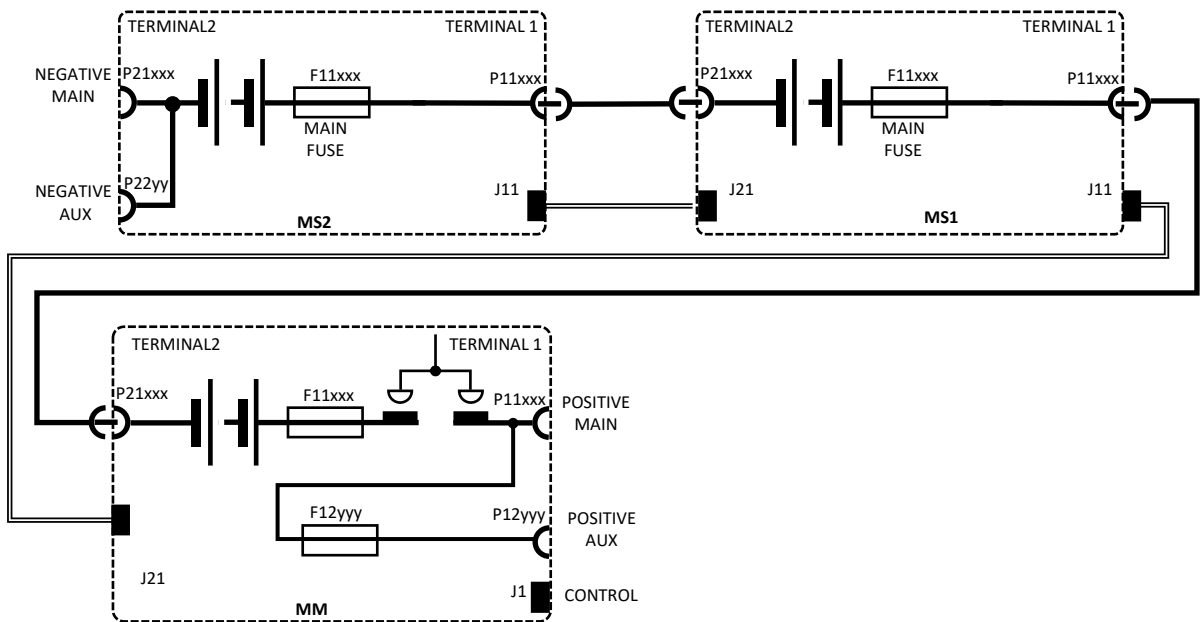 TERMINAL2
TERMINAL 1
NEGATIVE
MAIN
P21xxx
F11xxx
MAIN
FUSE
P11xxx
NEGATIVE
AUX
P22yy
J11
MS2
TERMINAL2
TERMINAL 1
P21xxx
F11xxx
MAIN
FUSE
P11xxx
J21
J11
MS1
TERMINAL2
TERMINAL 1
P21xxx
F11xxx
P11xxx
POSITIVE
MAIN
F12yyy
P12yyy
POSITIVE
AUX
J21
J1
CONTROL
MM